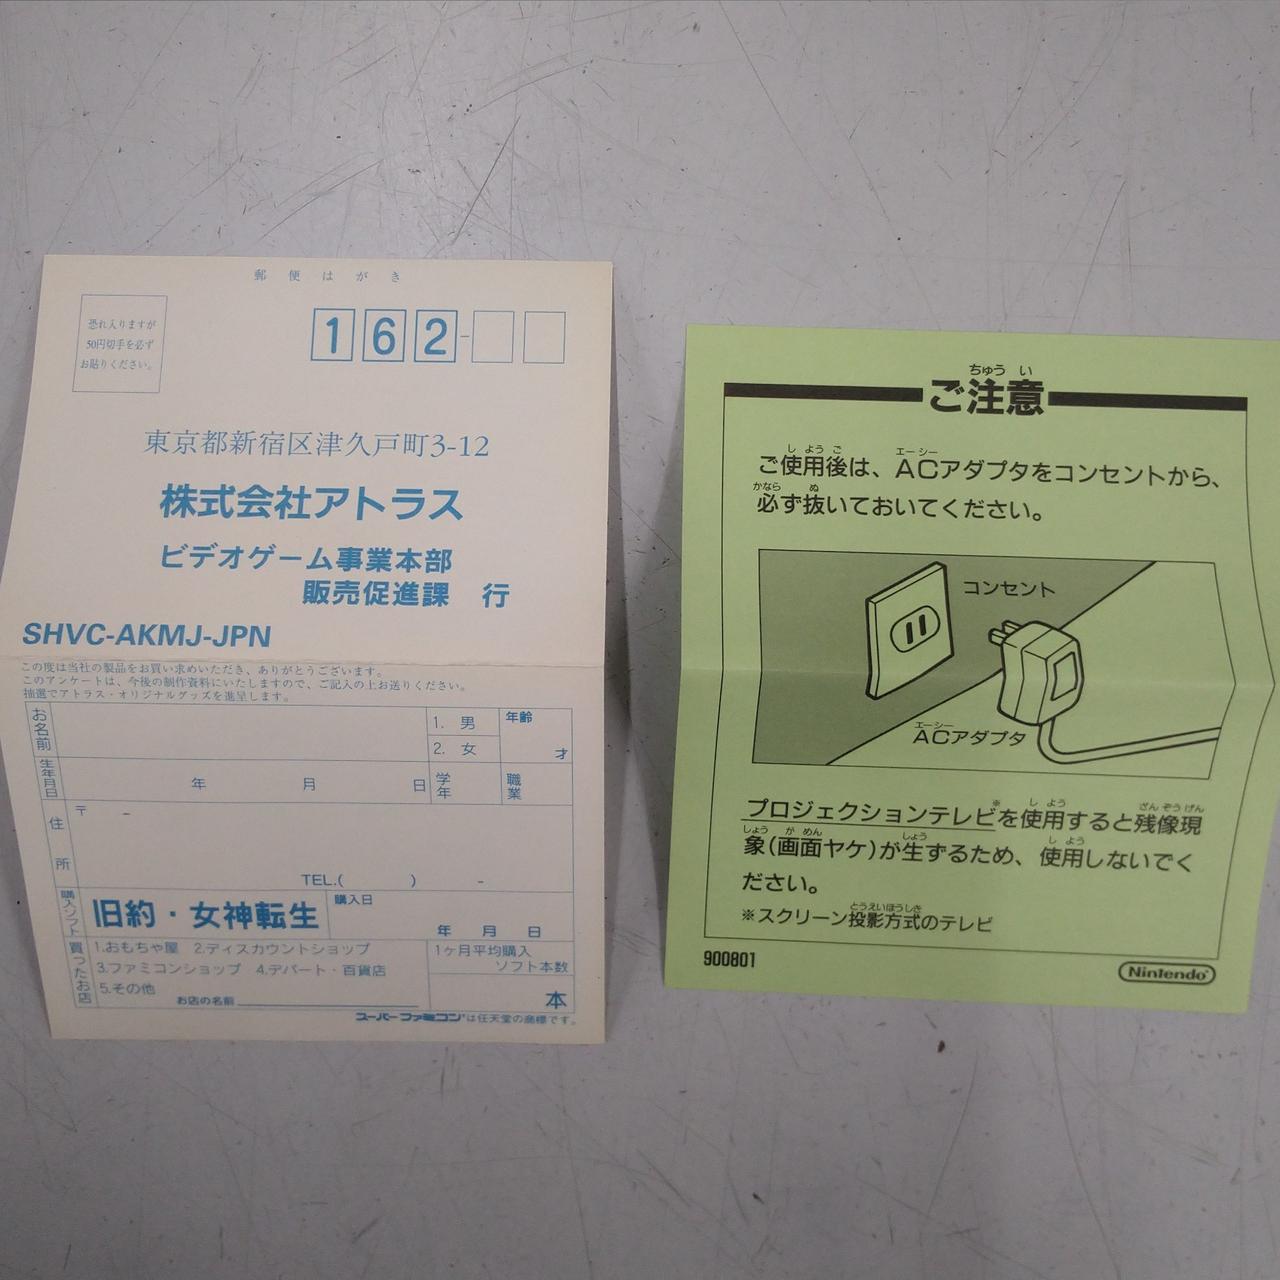 郵便はがき
恐れ入りますが
50円切手を必ず
お貼りください。
162-
東京都新宿区津久戸町3-12
株式会社アトラス
ビデオゲーム事業本部
販売促進課 行
SHVC-AKMJ-JPN
この度は当社の製品をお買い求めいただき、ありがとうございます。
このアンケートは、今後の制作資料にいたしますので、ご記入の上お送りください。
抽選でアトラス・オリジナルグッズを進呈します。
お名前
1. 男
2. 女
年齢
才
生年月日
年 月 日
学年
職業
住所
〒 -
TEL.( ) -
購入ソフト
旧約・女神転生
購入日
年 月 日
買ったお店
1.おもちゃ屋 2.ディスカウントショップ
3.ファミコンショップ 4.デパート・百貨店
5.その他
お店の名前
1ヶ月平均購入
ソフト本数
本
スーパーファミコン®は任天堂の商標です。
ちゅうい
ご注意
しようご エーシー
ご使用後は、ACアダプタをコンセントから、
かなら ぬ
必ず抜いておいてください。
コンセント
エーシー
ACアダプタ
※ しよう ざんぞうげん
プロジェクションテレビを使用すると残像現
しょう がめん しょう しよう
象(画面ヤケ)が生ずるため、使用しないでく
ださい。
とうえいほうしき
※スクリーン投影方式のテレビ
900801
Nintendo®